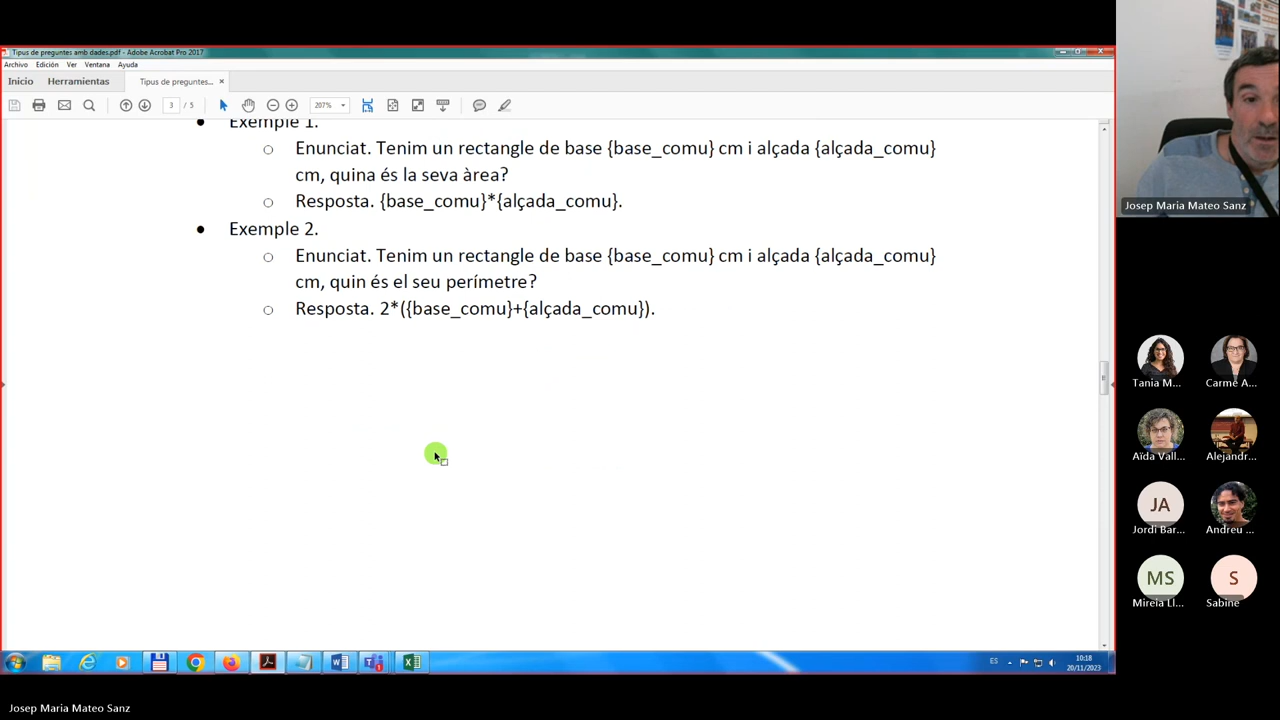 Tipus de preguntes amb dades.pdf - Adobe Acrobat Pro 2017
Archivo Edición Ver Ventana Ayuda
Inicio Herramientas Tipus de preguntes... ×
3 / 5 207%
Exemple 1.
Enunciat. Tenim un rectangle de base {base_comu} cm i alçada {alçada_comu}
cm, quina és la seva àrea?
Resposta. {base_comu}*{alçada_comu}.
Exemple 2.
Enunciat. Tenim un rectangle de base {base_comu} cm i alçada {alçada_comu}
cm, quin és el seu perímetre?
Resposta. 2*({base_comu}+{alçada_comu}).
ES 10:18
20/11/2023
Josep Maria Mateo Sanz
Tania M... Carme A...
Aïda Vall... Alejandr...
JA
Jordi Bar... Andreu ...
MS S
Mireia Ll... Sabine
Josep Maria Mateo Sanz